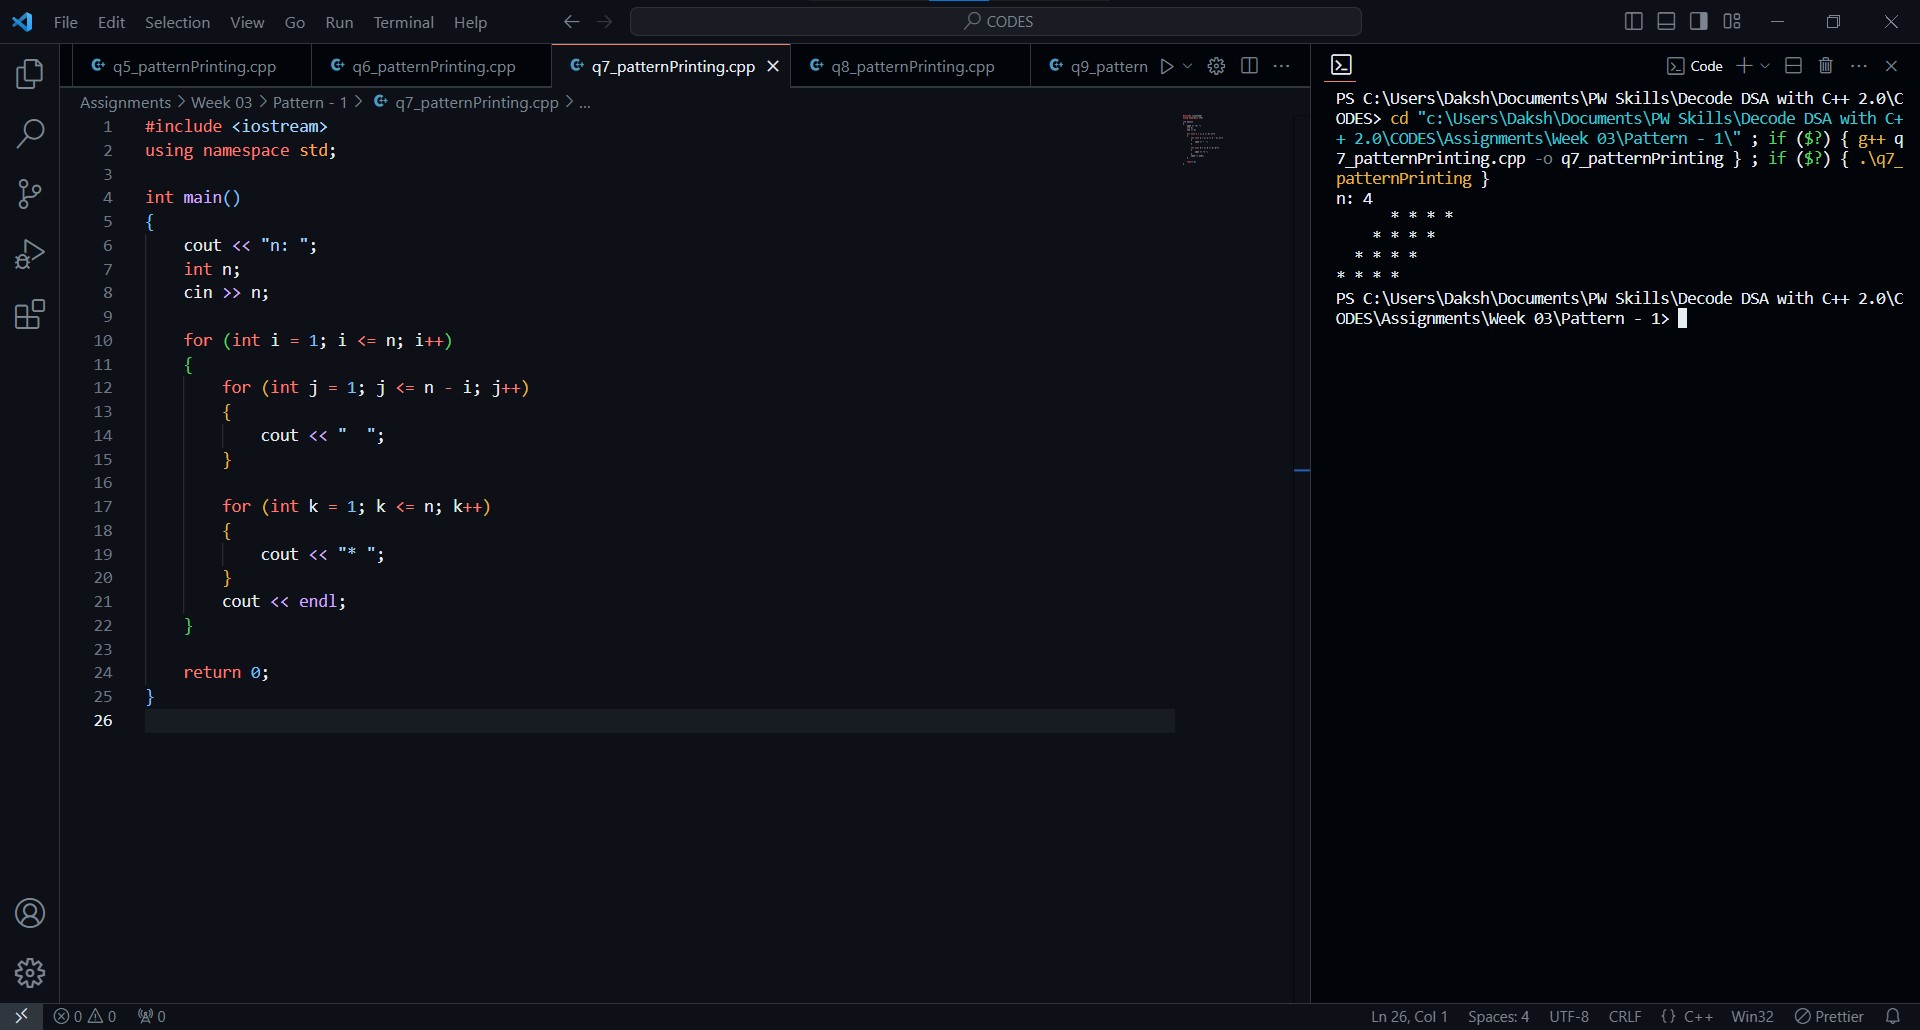 File Edit Selection View Go Run Terminal Help
CODES
q5_patternPrinting.cpp
q6_patternPrinting.cpp
q7_patternPrinting.cpp
q8_patternPrinting.cpp
q9_pattern
Assignments > Week 03 > Pattern - 1 > q7_patternPrinting.cpp > ...
1 #include <iostream>
2 using namespace std;
3
4 int main()
5 {
6     cout << "n: ";
7     int n;
8     cin >> n;
9
10     for (int i = 1; i <= n; i++)
11     {
12         for (int j = 1; j <= n - i; j++)
13         {
14             cout << "  ";
15         }
16
17         for (int k = 1; k <= n; k++)
18         {
19             cout << "* ";
20         }
21         cout << endl;
22     }
23
24     return 0;
25 }
26
Code
PS C:\Users\Daksh\Documents\PW Skills\Decode DSA with C++ 2.0\C
ODES> cd "c:\Users\Daksh\Documents\PW Skills\Decode DSA with C+
+ 2.0\CODES\Assignments\Week 03\Pattern - 1\" ; if ($?) { g++ q
7_patternPrinting.cpp -o q7_patternPrinting } ; if ($?) { .\q7_
patternPrinting }
n: 4
      * * * *
    * * * *
  * * * *
* * * *
PS C:\Users\Daksh\Documents\PW Skills\Decode DSA with C++ 2.0\C
ODES\Assignments\Week 03\Pattern - 1>
0 0 0
Ln 26, Col 1 Spaces: 4 UTF-8 CRLF {} C++ Win32 Prettier